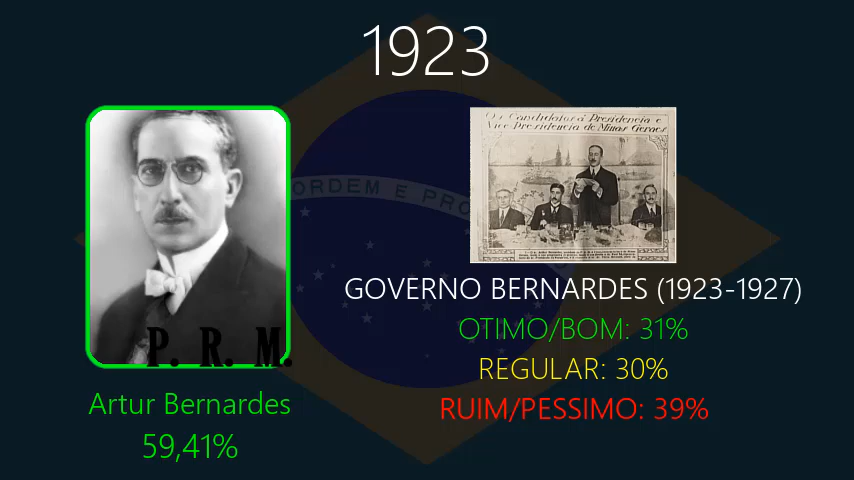 1923
ORDEM E PRO
Os Candidatos á Presidencia e
Vice-Presidencia de Minas Geraes
P. R. M.
GOVERNO BERNARDES (1923-1927)
OTIMO/BOM: 31%
REGULAR: 30%
RUIM/PESSIMO: 39%
Artur Bernardes
59,41%